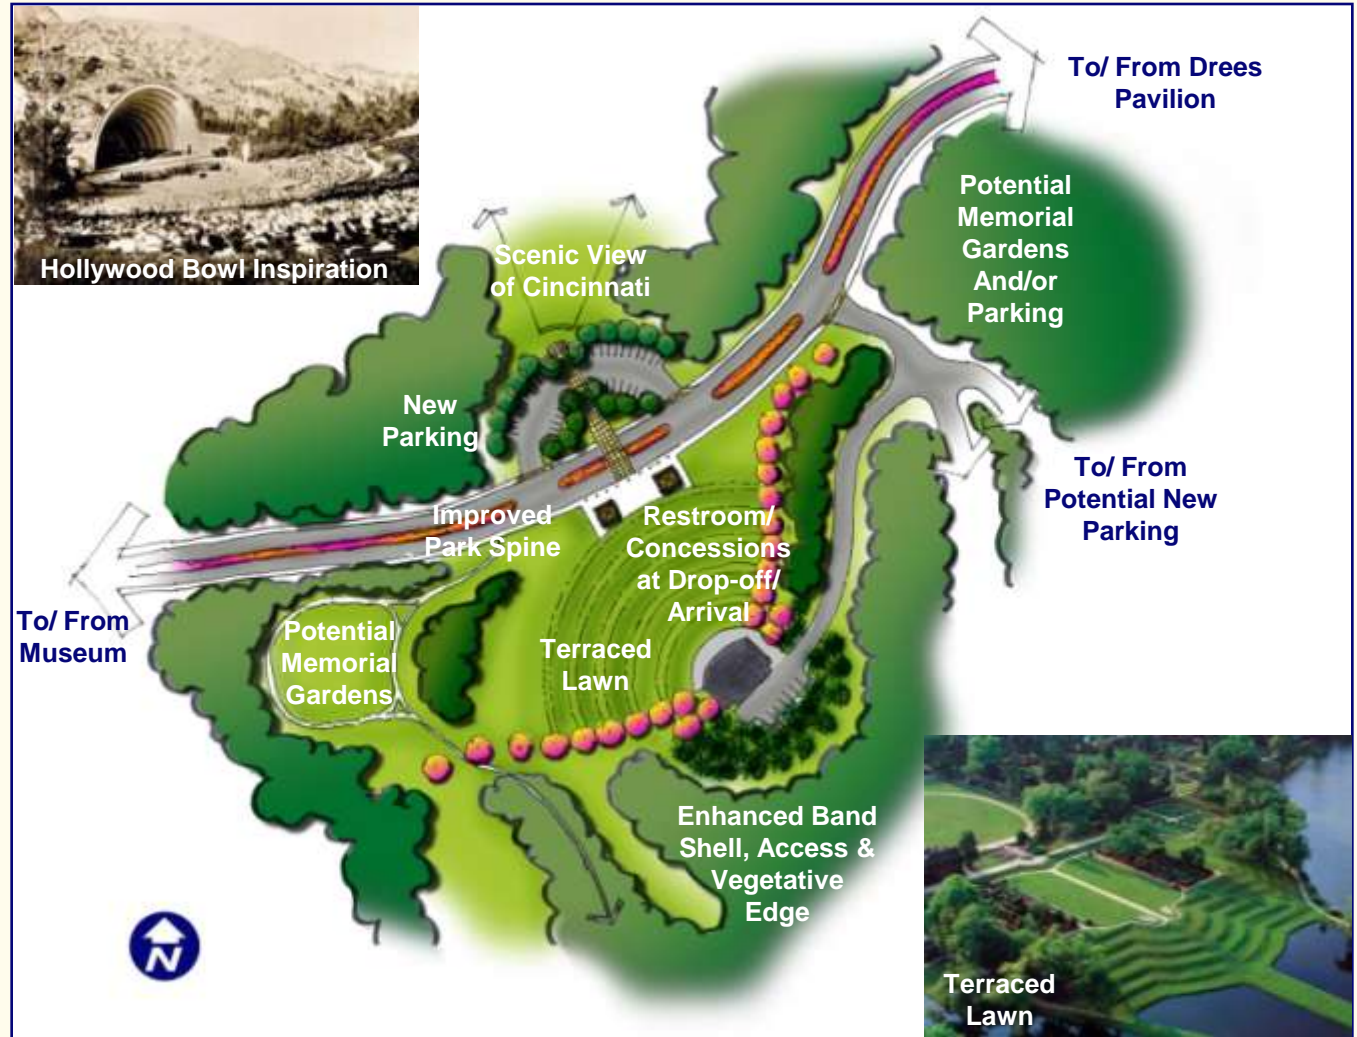 Hollywood Bowl Inspiration
To/ From Drees
Pavilion
Potential
Memorial
Gardens
And/or
Parking
Scenic View
of Cincinnati
New
Parking
To/ From
Potential New
Parking
Improved
Park Spine
Restroom/
Concessions
at Drop-off/
Arrival
To/ From
Museum
Potential
Memorial
Gardens
Terraced
Lawn
Enhanced Band
Shell, Access &
Vegetative
Edge
N
Terraced
Lawn